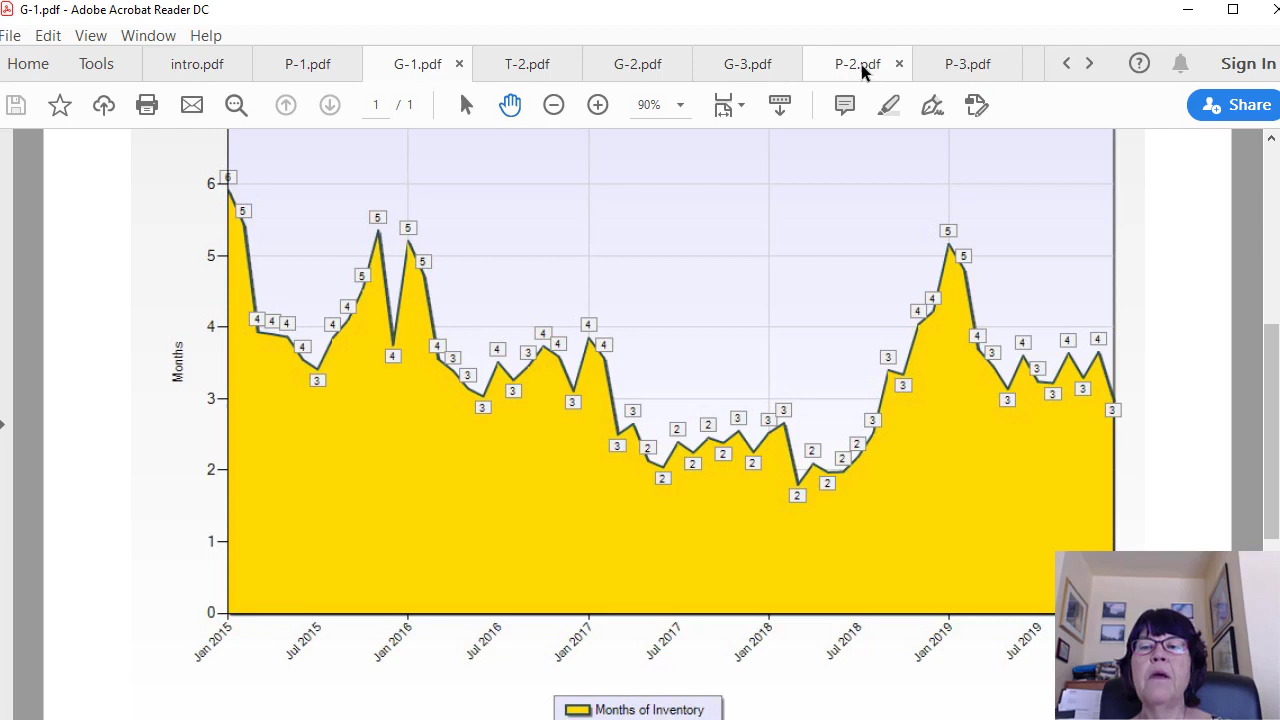 G-1.pdf - Adobe Acrobat Reader DC
File Edit View Window Help
Home Tools intro.pdf P-1.pdf G-1.pdf T-2.pdf G-2.pdf G-3.pdf P-2.pdf P-3.pdf Sign In
1 / 1 90% Share
6
5
4
3
2
1
0
Months
6 5 4 4 4 4 3 4 4 5 5 4 5 5 4 3 3 3 4 3 3 4 4 3 4 4 3 3 2 2 2 2 2 2 3 2 3 3 2 2 2 2 2 3 3 3 4 4 5 5 4 3 3 4 3 3 4 3 4 3
Jan 2015 Jul 2015 Jan 2016 Jul 2016 Jan 2017 Jul 2017 Jan 2018 Jul 2018 Jan 2019 Jul 2019
Months of Inventory